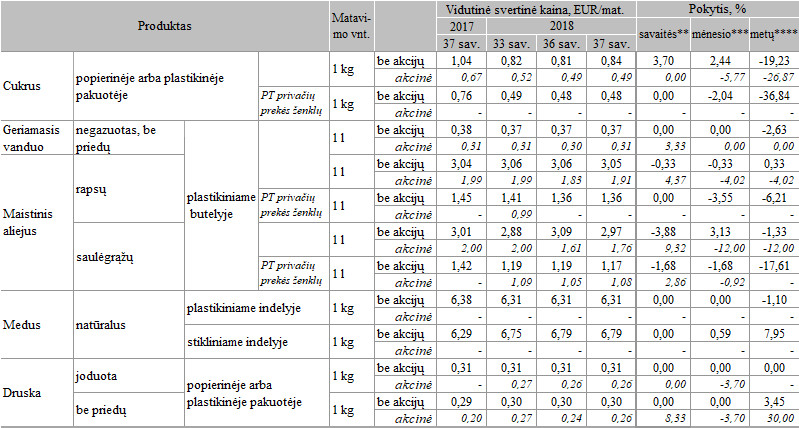 Produktas Matavi- Vidutinė svertinė kaina, EUR/mat. Pokytis, %
mo vnt. 2017 2018 savaitės** mėnesio*** metų****
37 sav. 33 sav. 36 sav. 37 sav.
Cukrus popierinėje arba plastikinėje pakuotėje 1 kg be akcijų 1,04 0,82 0,81 0,84 3,70 2,44 -19,23
akcinė 0,67 0,52 0,49 0,49 0,00 -5,77 -26,87
PT privačių prekės ženklų 1 kg be akcijų 0,76 0,49 0,48 0,48 0,00 -2,04 -36,84
akcinė - - - - - - -
Geriamasis vanduo negazuotas, be priedų plastikiniame butelyje 1 l be akcijų 0,38 0,37 0,37 0,37 0,00 0,00 -2,63
akcinė 0,31 0,31 0,30 0,31 3,33 0,00 0,00
Maistinis aliejus rapsų 1 l be akcijų 3,04 3,06 3,06 3,05 -0,33 -0,33 0,33
akcinė 1,99 1,99 1,83 1,91 4,37 -4,02 -4,02
PT privačių prekės ženklų 1 l be akcijų 1,45 1,41 1,36 1,36 0,00 -3,55 -6,21
akcinė - 0,99 - - - - -
saulėgrąžų 1 l be akcijų 3,01 2,88 3,09 2,97 -3,88 3,13 -1,33
akcinė 2,00 2,00 1,61 1,76 9,32 -12,00 -12,00
PT privačių prekės ženklų 1 l be akcijų 1,42 1,19 1,19 1,17 -1,68 -1,68 -17,61
akcinė - 1,09 1,05 1,08 2,86 -0,92 -
Medus natūralus plastikiniame indelyje 1 kg be akcijų 6,38 6,31 6,31 6,31 0,00 0,00 -1,10
akcinė - - - - - - -
stikliniame indelyje 1 kg be akcijų 6,29 6,75 6,79 6,79 0,00 0,59 7,95
akcinė - - - - - - -
Druska joduota popierinėje arba plastikinėje pakuotėje 1 kg be akcijų 0,31 0,31 0,31 0,31 0,00 0,00 0,00
akcinė - 0,27 0,26 0,26 0,00 -3,70 -
be priedų 1 kg be akcijų 0,29 0,30 0,30 0,30 0,00 0,00 3,45
akcinė 0,20 0,27 0,24 0,26 8,33 -3,70 30,00